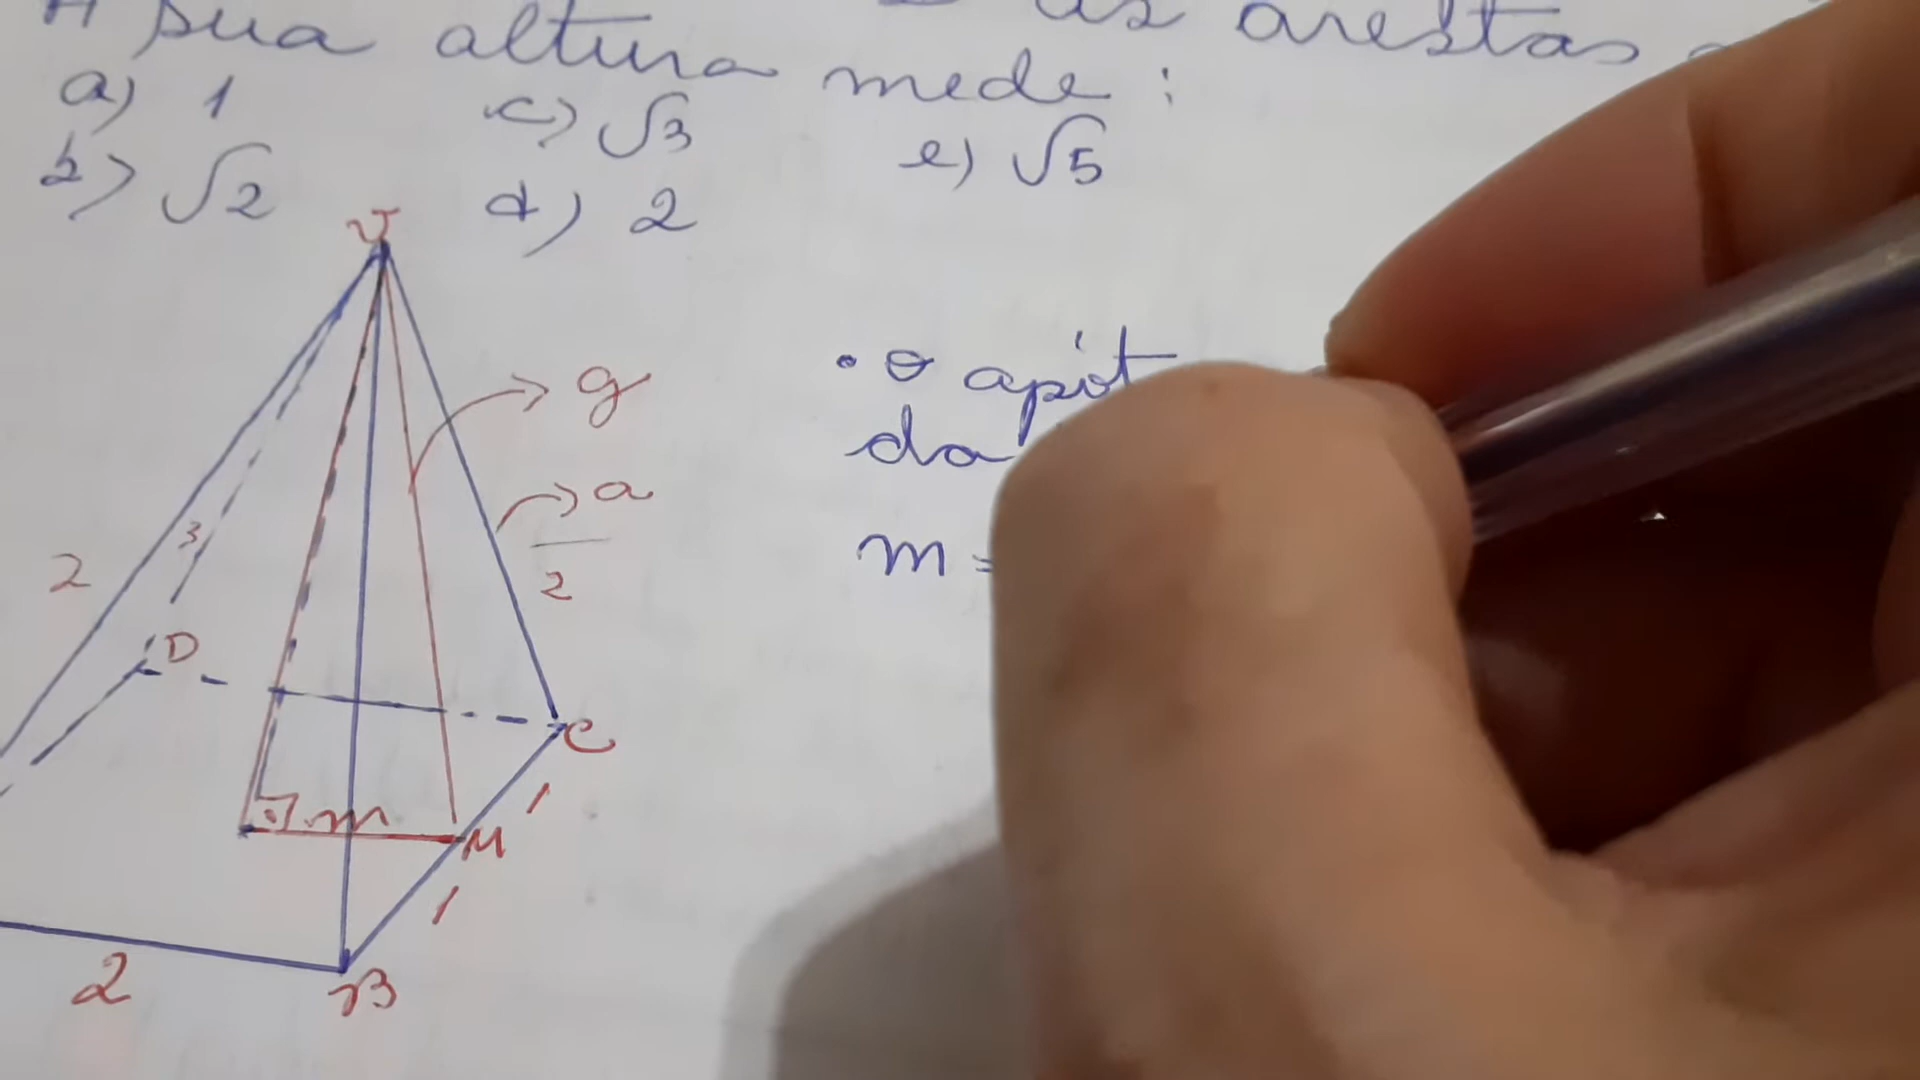 sua altura mede : as arestas
a) 1
c) √3
e) √5
b) √2
d) 2
V
g
a
2
3
2
D
C
m
M
1
1
2
B
• o apót
da
m =